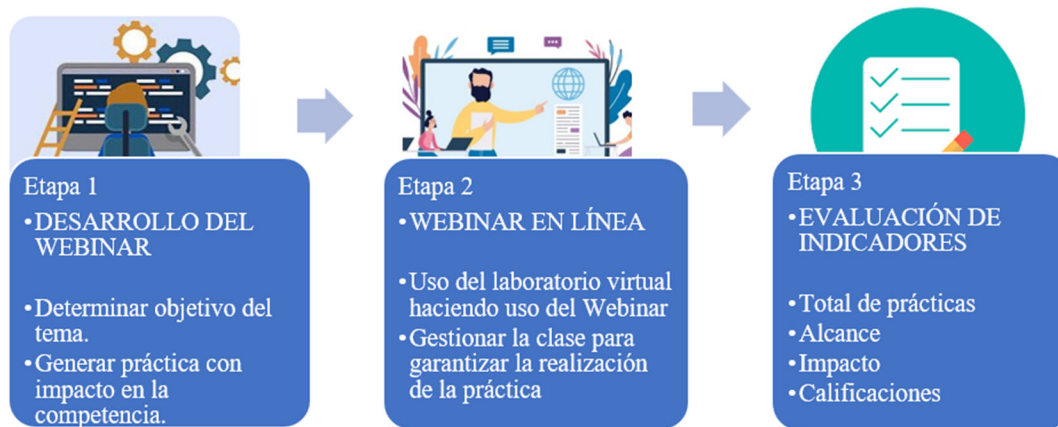 Etapa 1
•DESARROLLO DEL
WEBINAR
•Determinar objetivo del
tema.
•Generar práctica con
impacto en la
competencia.
Etapa 2
•WEBINAR EN LÍNEA
•Uso del laboratorio virtual
haciendo uso del Webinar
•Gestionar la clase para
garantizar la realización
de la práctica
Etapa 3
•EVALUACIÓN DE
INDICADORES
•Total de prácticas
•Alcance
•Impacto
•Calificaciones